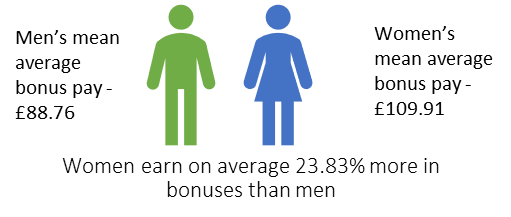 Men’s mean
average
bonus pay -
£88.76
Women’s
mean average
bonus pay -
£109.91
Women earn on average 23.83% more in
bonuses than men